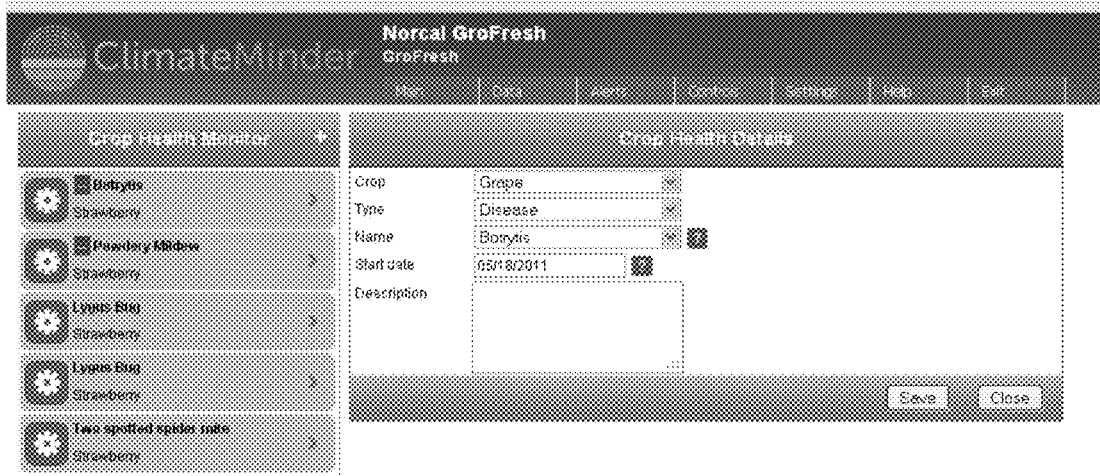 ClimateMinder
Norcal GroFresh
GroFresh
Main Data Alerts Control Settings Help Exit
Crop Health Monitor +
Botrytis
Strawberry
Powdery Mildew
Strawberry
Lygus Bug
Strawberry
Lygus Bug
Strawberry
Two spotted spider mite
Strawberry
Crop Health Details
Crop Grape
Type Disease
Name Botrytis ?
Start date 05/18/2011 ?
Description
Save Close